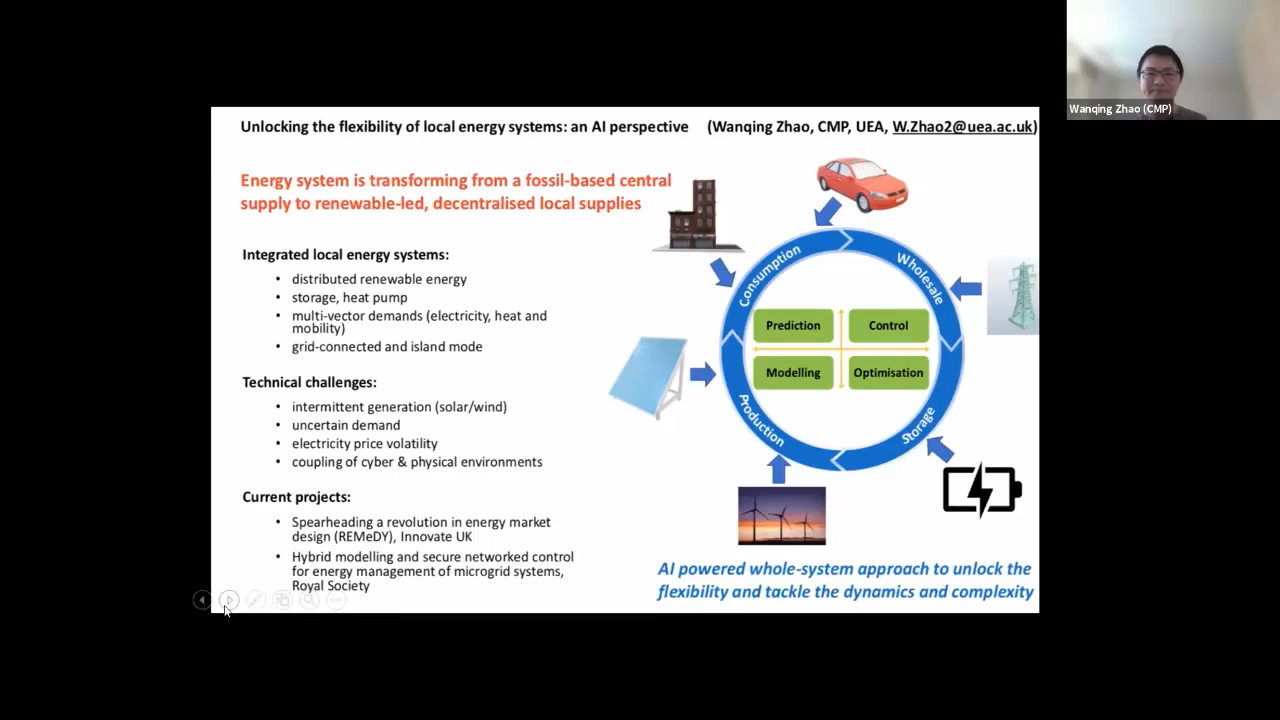 Wanqing Zhao (CMP)
Unlocking the flexibility of local energy systems: an AI perspective (Wanqing Zhao, CMP, UEA, W.Zhao2@uea.ac.uk)
Energy system is transforming from a fossil-based central
supply to renewable-led, decentralised local supplies
Integrated local energy systems:
• distributed renewable energy
• storage, heat pump
• multi-vector demands (electricity, heat and
mobility)
• grid-connected and island mode
Technical challenges:
• intermittent generation (solar/wind)
• uncertain demand
• electricity price volatility
• coupling of cyber & physical environments
Current projects:
• Spearheading a revolution in energy market
design (REMeDY), Innovate UK
• Hybrid modelling and secure networked control
for energy management of microgrid systems,
Royal Society
Consumption
Wholesale
Prediction
Control
Modelling
Optimisation
Production
Storage
AI powered whole-system approach to unlock the
flexibility and tackle the dynamics and complexity